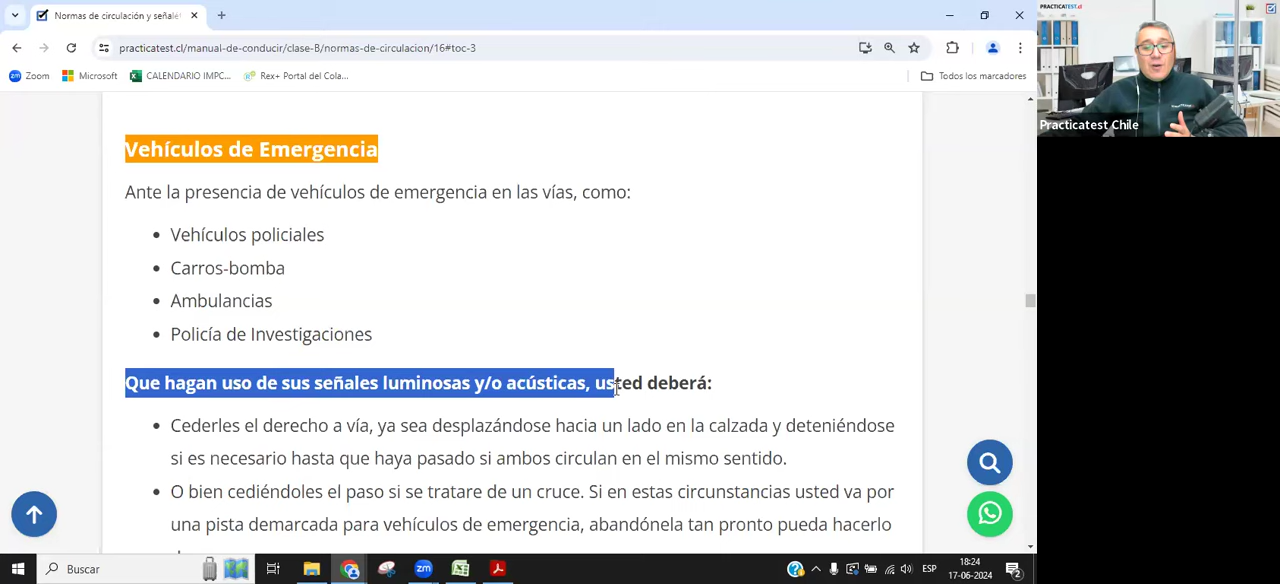 Normas de circulación y señalét
practicatest.cl/manual-de-conducir/clase-B/normas-de-circulacion/16#toc-3
Zoom
Microsoft
CALENDARIO IMPC...
Rex+ Portal del Cola...
Todos los marcadores
PRACTICATEST.cl
Practicatest Chile
Vehículos de Emergencia
Ante la presencia de vehículos de emergencia en las vías, como:
Vehículos policiales
Carros-bomba
Ambulancias
Policía de Investigaciones
Que hagan uso de sus señales luminosas y/o acústicas, usted deberá:
Cederles el derecho a vía, ya sea desplazándose hacia un lado en la calzada y deteniéndose
si es necesario hasta que haya pasado si ambos circulan en el mismo sentido.
O bien cediéndoles el paso si se tratare de un cruce. Si en estas circunstancias usted va por
una pista demarcada para vehículos de emergencia, abandónela tan pronto pueda hacerlo
Buscar
ESP
18:24
17-06-2024
2